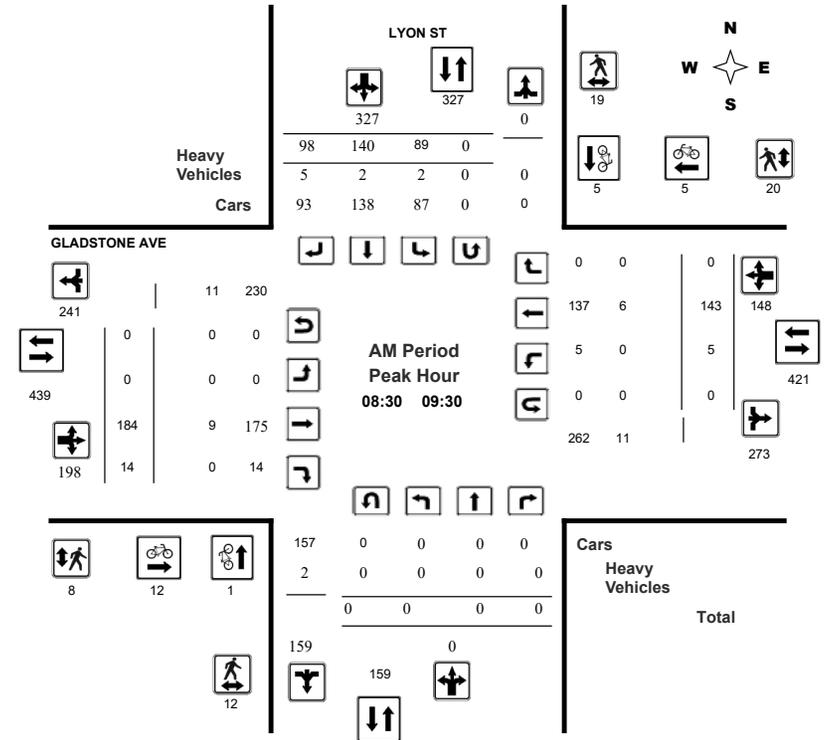 LYON ST
N
W E
S
327
327
0
19
98 140 89 0
Heavy
Vehicles
5 2 2 0 0
Cars 93 138 87 0 0
5 5 20
GLADSTONE AVE
241
11 230
0 0 0
0 0 0
439
184 9 175
198
14 0 14
AM Period
Peak Hour
08:30 09:30
0 0 0
137 6 143 148
5 0 5
421
0 0 0
262 11
273
157 0 0 0 0 Cars
2 0 0 0 0 Heavy
Vehicles
0 0 0 0 Total
8 12 1
159 0
159
12